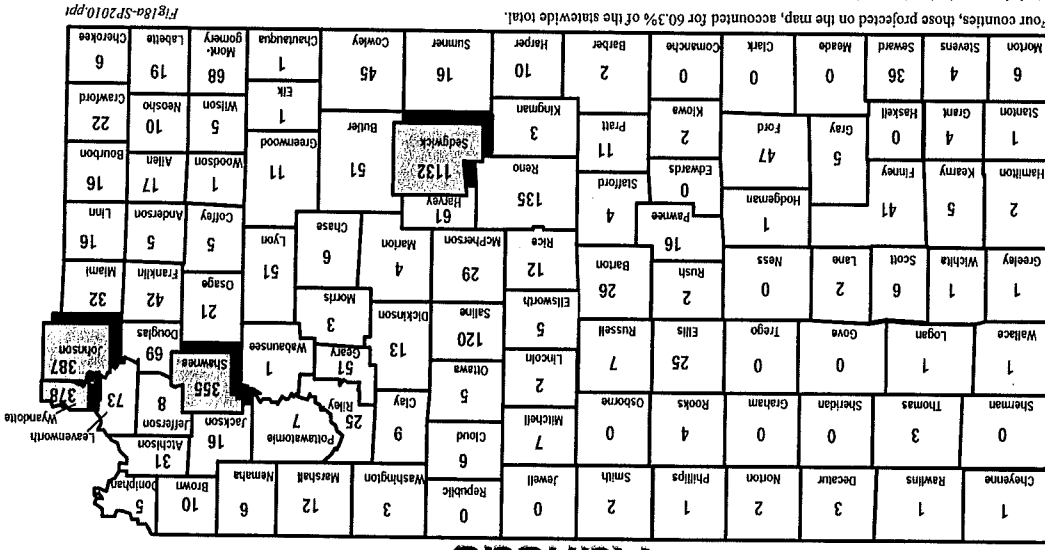 Cheyenne
1
Rawlins
1
Decatur
3
Norton
2
Phillips
1
Smith
2
Jewell
0
Republic
0
Washington
3
Marshall
12
Nemaha
6
Brown
10
Doniphan
5
Sherman
0
Thomas
3
Sheridan
0
Graham
0
Rooks
4
Osborne
0
Mitchell
7
Cloud
6
Clay
9
Riley
25
Pottawatomie
7
Jackson
16
Atchison
31
Jefferson
8
Leavenworth
73
Wyandotte
378
Wallace
1
Logan
1
Gove
0
Trego
0
Ellis
25
Russell
7
Lincoln
2
Ottawa
5
Saline
120
Dickinson
13
Geary
51
Wabaunsee
1
Shawnee
355
Douglas
69
Johnson
387
Greeley
1
Wichita
1
Scott
6
Lane
2
Ness
0
Rush
2
Barton
26
Ellsworth
5
Rice
12
McPherson
29
Marion
4
Morris
3
Chase
6
Lyon
51
Osage
21
Franklin
42
Miami
32
Hamilton
2
Kearny
5
Finney
41
Hodgeman
1
Pawnee
16
Stafford
4
Reno
135
Harvey
61
Coffey
5
Anderson
5
Linn
16
Stanton
1
Grant
4
Haskell
0
Gray
5
Ford
47
Edwards
0
Kiowa
2
Pratt
11
Kingman
3
Sedgwick
1132
Butler
51
Greenwood
11
Woodson
1
Allen
17
Bourbon
16
Wilson
5
Neosho
10
Crawford
22
Morton
6
Stevens
4
Seward
36
Meade
0
Clark
0
Comanche
0
Barber
2
Harper
10
Sumner
16
Cowley
45
Elk
1
Chautauqua
1
Mont-
gomery
68
Labette
19
Cherokee
6
Four counties, those projected on the map, accounted for 60.3% of the statewide total.
Fig18a-SP2010.ppt